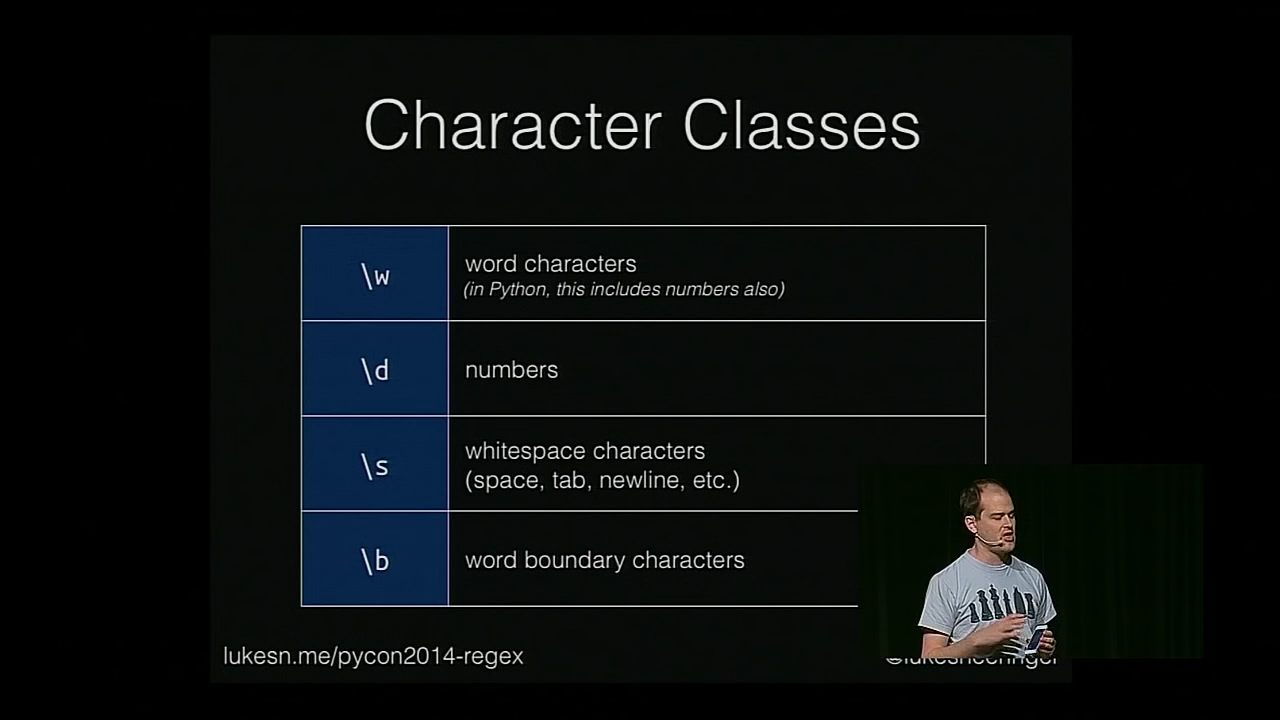 Character Classes
\w
word characters
(in Python, this includes numbers also)
\d
numbers
\s
whitespace characters
(space, tab, newline, etc.)
\b
word boundary characters
lukesn.me/pycon2014-regex